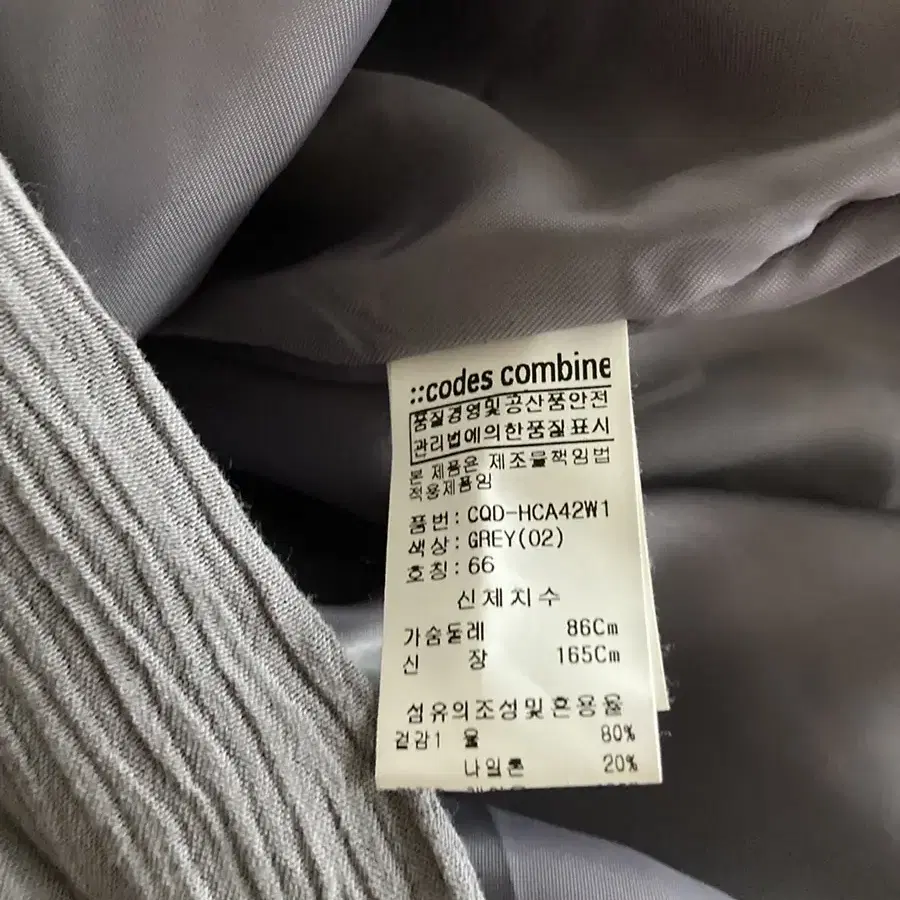 ::codes combine
품질경영및공산품안전
관리법에의한품질표시
본 제품은 제조물책임법
적용제품임
품번: CQD-HCA42W1
색상: GREY(02)
호칭: 66
신체치수
가슴둘레 86Cm
신 장 165Cm
섬유의조성및혼용율
겉감1 울 80%
나일론 20%